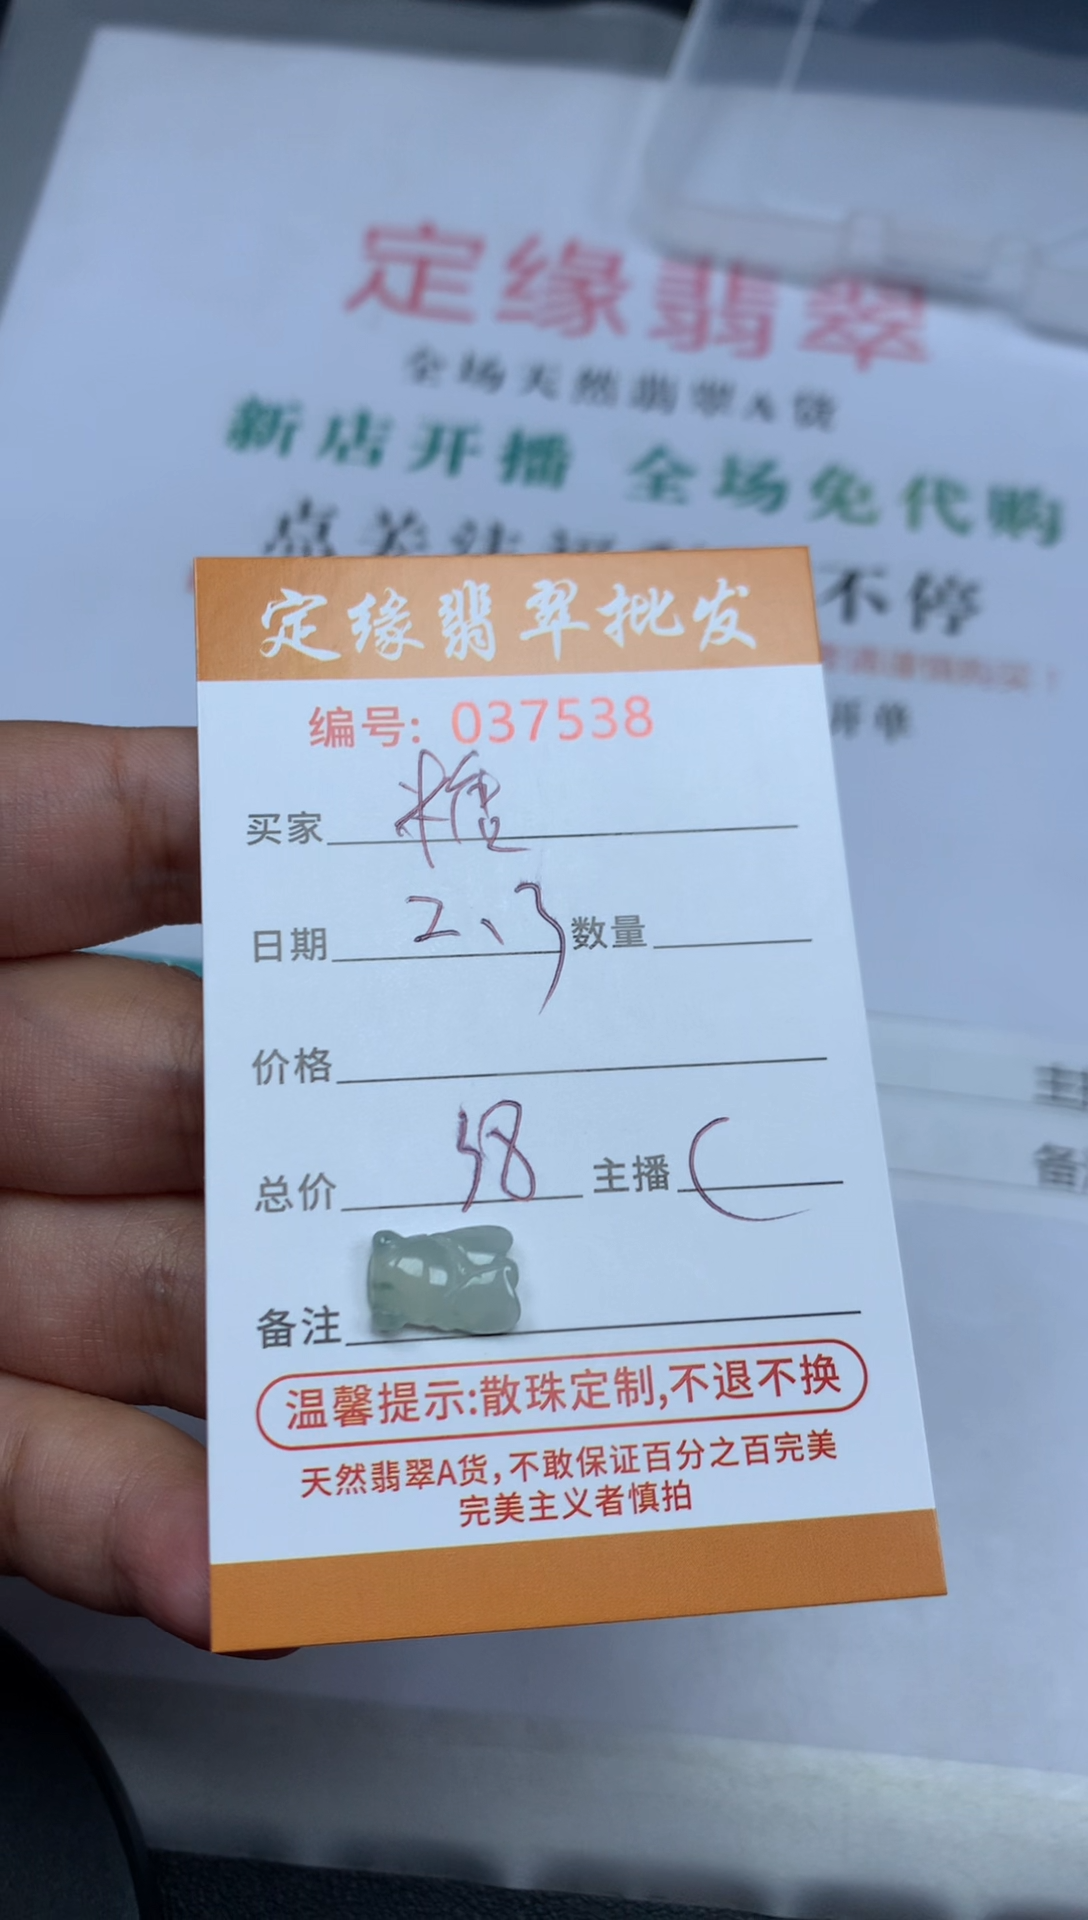 定缘翡翠
全场天然翡翠A货
新店开播 全场免代购
不停
开单
定缘翡翠批发
编号: 037538
买家 糖
日期 2、3 数量
价格
总价 58 主播 C
备注
温馨提示:散珠定制,不退不换
天然翡翠A货,不敢保证百分之百完美
完美主义者慎拍